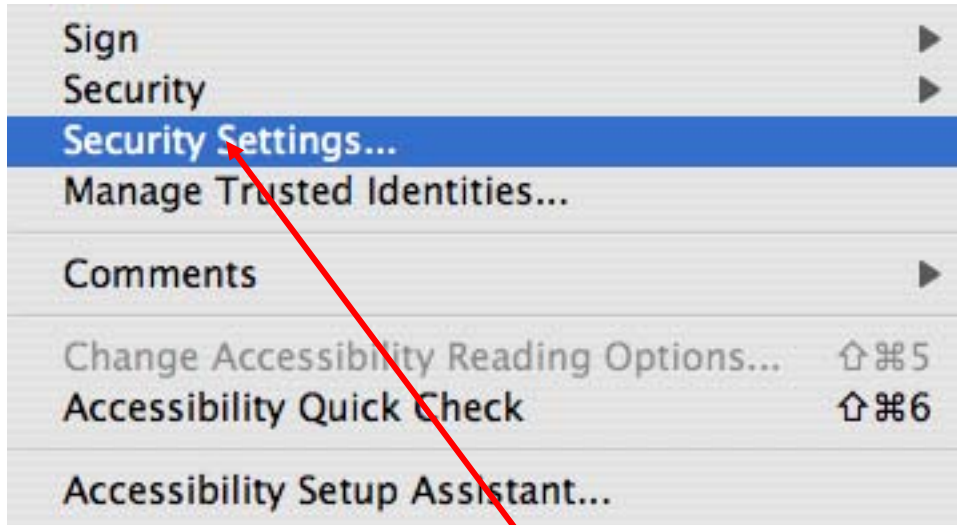 Sign
Security
Security Settings...
Manage Trusted Identities...
Comments
Change Accessibility Reading Options... ⇧⌘5
Accessibility Quick Check ⇧⌘6
Accessibility Setup Assistant...